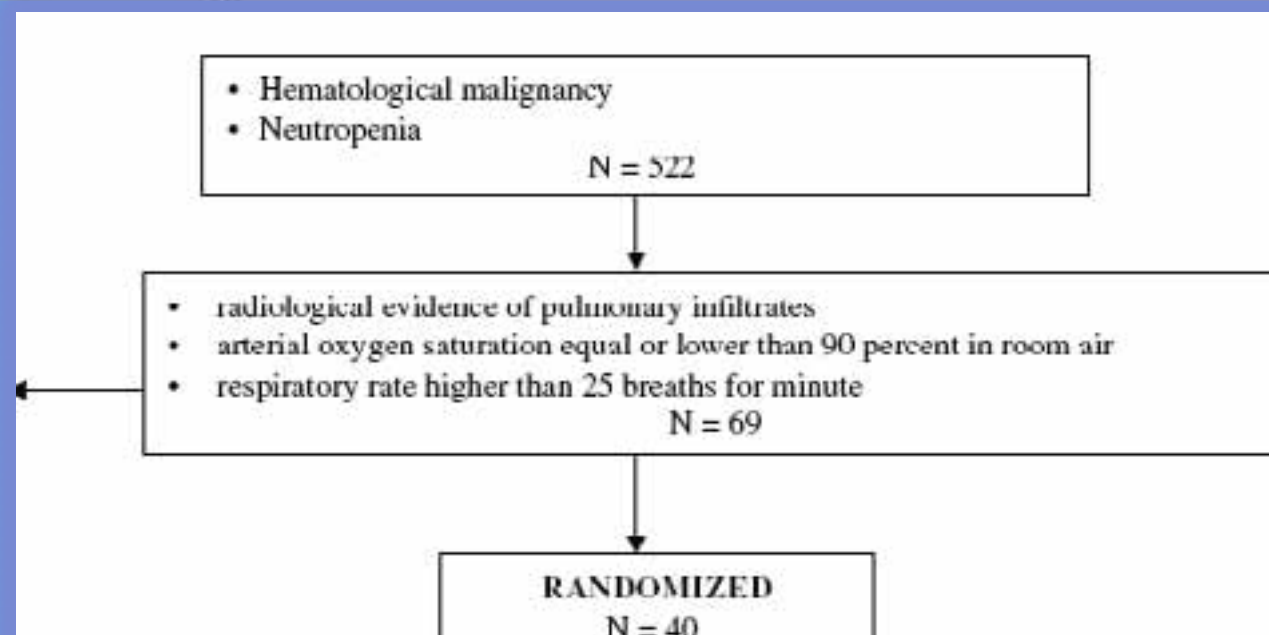 • Hematological malignancy
• Neutropenia
N = 522
• radiological evidence of pulmonary infiltrates
• arterial oxygen saturation equal or lower than 90 percent in room air
• respiratory rate higher than 25 breaths for minute
N = 69
RANDOMIZED
N = 40